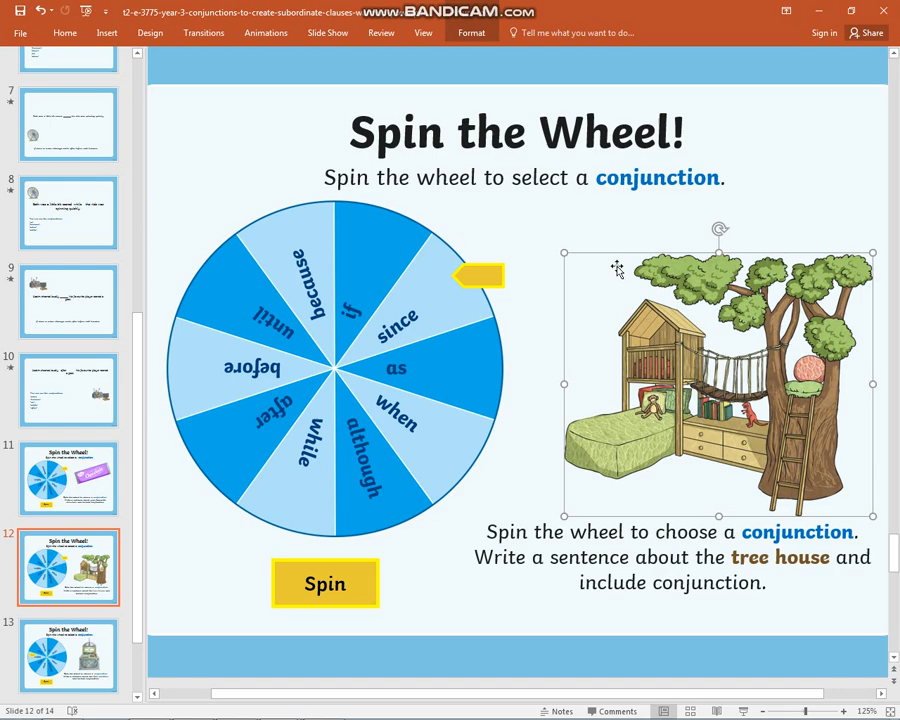 t2-e-3775-year-3-conjunctions-to-create-subordinate-clauses-w
www.BANDICAM.com
File Home Insert Design Transitions Animations Slide Show Review View Format Tell me what you want to do... Sign in Share
7
8
9
10
11
12
13
Spin the Wheel!
Spin the wheel to select a conjunction.
because
if
since
as
when
although
while
after
before
until
Spin the wheel to choose a conjunction.
Write a sentence about the tree house and
include conjunction.
Spin
Slide 12 of 14 Notes Comments 125%